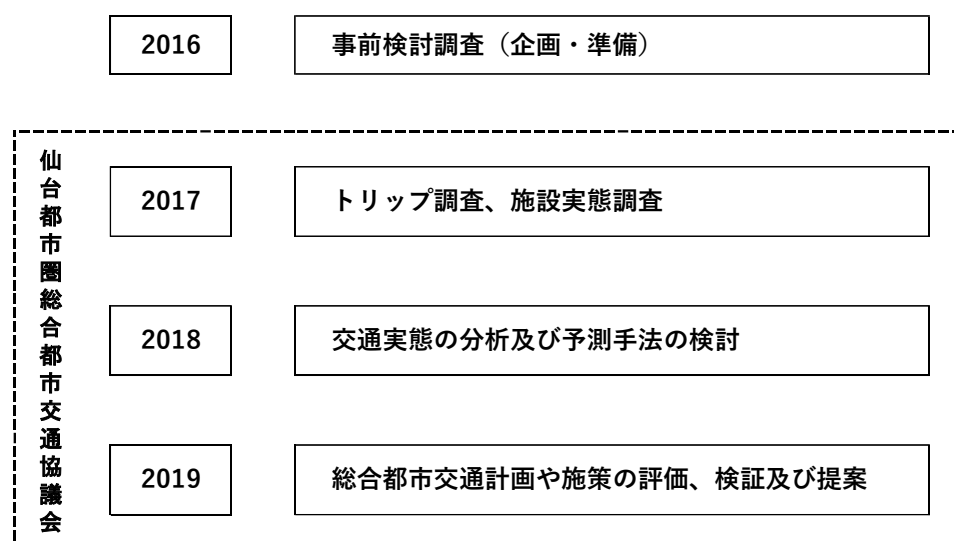 2016
事前検討調査（企画・準備）
仙台都市圏総合都市交通協議会
2017
トリップ調査、施設実態調査
2018
交通実態の分析及び予測手法の検討
2019
総合都市交通計画や施策の評価、検証及び提案